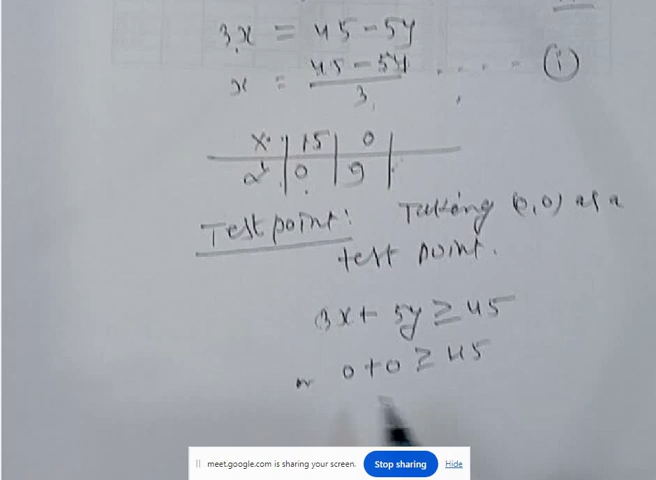 3x = 45 - 5y
x = (45 - 5y)/3 . . . . - (i)
x | 15 | 0 |
y | 0 | 9 |
Test point: Taking (0,0) as a
test point.
3x + 5y ≥ 45
or 0 + 0 ≥ 45
meet.google.com is sharing your screen. Stop sharing Hide